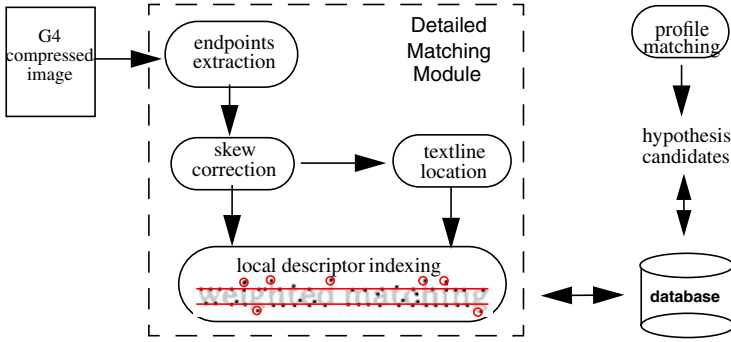 G4
compressed
image
endpoints
extraction
Detailed
Matching
Module
profile
matching
skew
correction
textline
location
hypothesis
candidates
local descriptor indexing
weighted matching
database